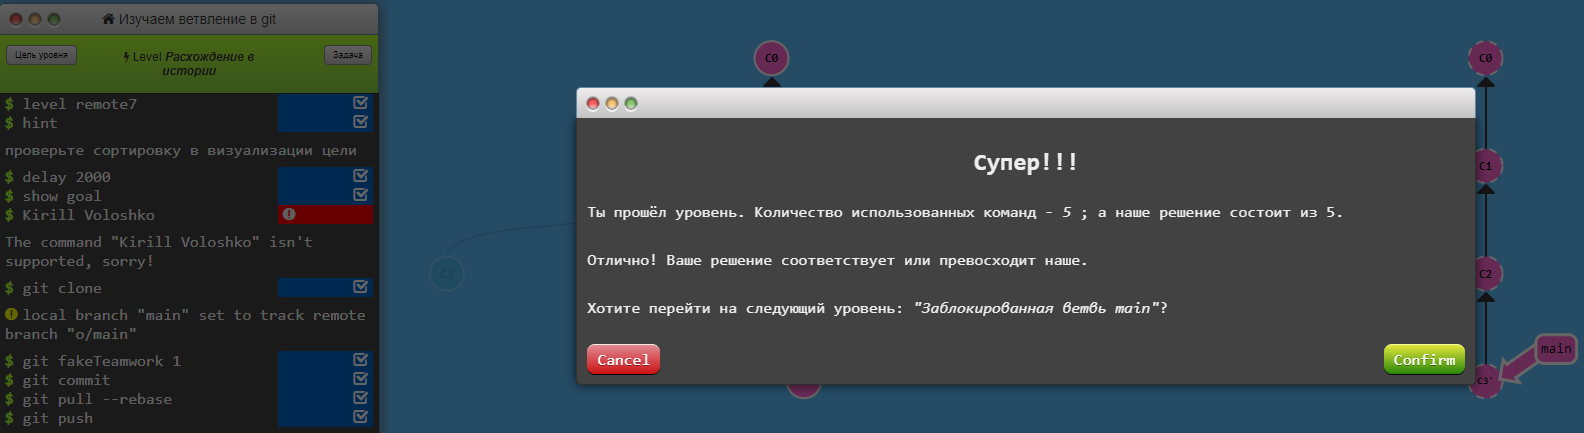 Изучаем ветвление в git
Цель уровня
Level Расхождение в
истории
Задача
$ level remote7
$ hint
проверьте сортировку в визуализации цели
$ delay 2000
$ show goal
$ Kirill Voloshko
The command "Kirill Voloshko" isn't
supported, sorry!
$ git clone
local branch "main" set to track remote
branch "o/main"
$ git fakeTeamwork 1
$ git commit
$ git pull --rebase
$ git push
C3
C0
Супер!!!
Ты прошёл уровень. Количество использованных команд - 5 ; а наше решение состоит из 5.
Отлично! Ваше решение соответствует или превосходит наше.
Хотите перейти на следующий уровень: "Заблокированная ветвь main"?
Cancel
Confirm
C0
C1
C2
C3'
main